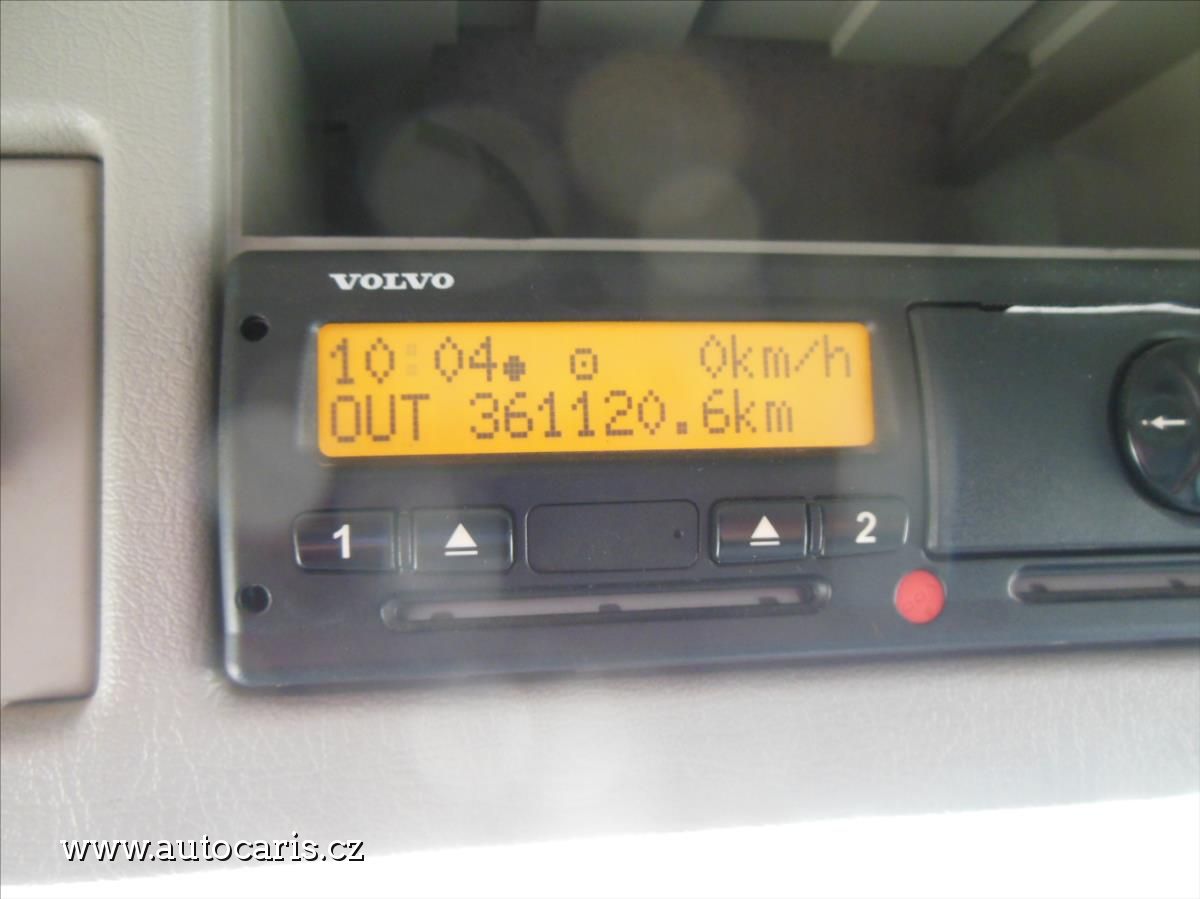 VOLVO
10:04 0km/h
OUT 361120.6km
1 2
www.autocaris.cz